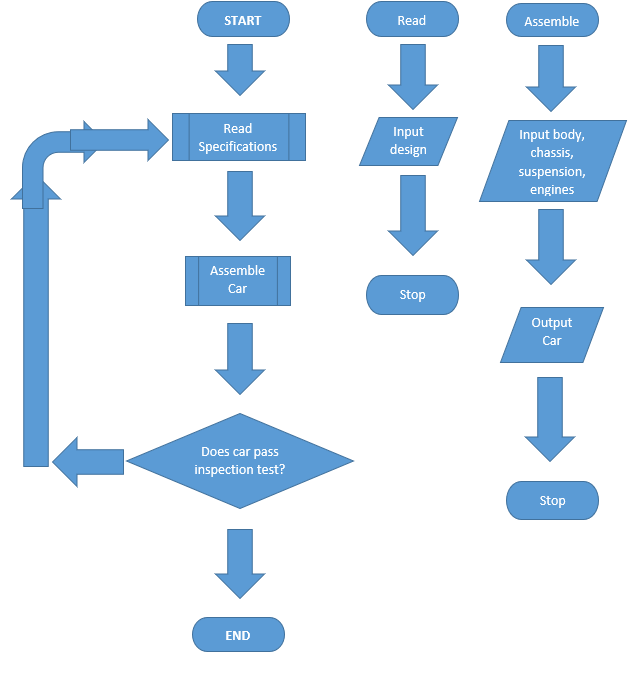 START
Read
Specifications
Assemble
Car
Does car pass
inspection test?
END
Read
Input
design
Stop
Assemble
Input body,
chassis,
suspension,
engines
Output
Car
Stop